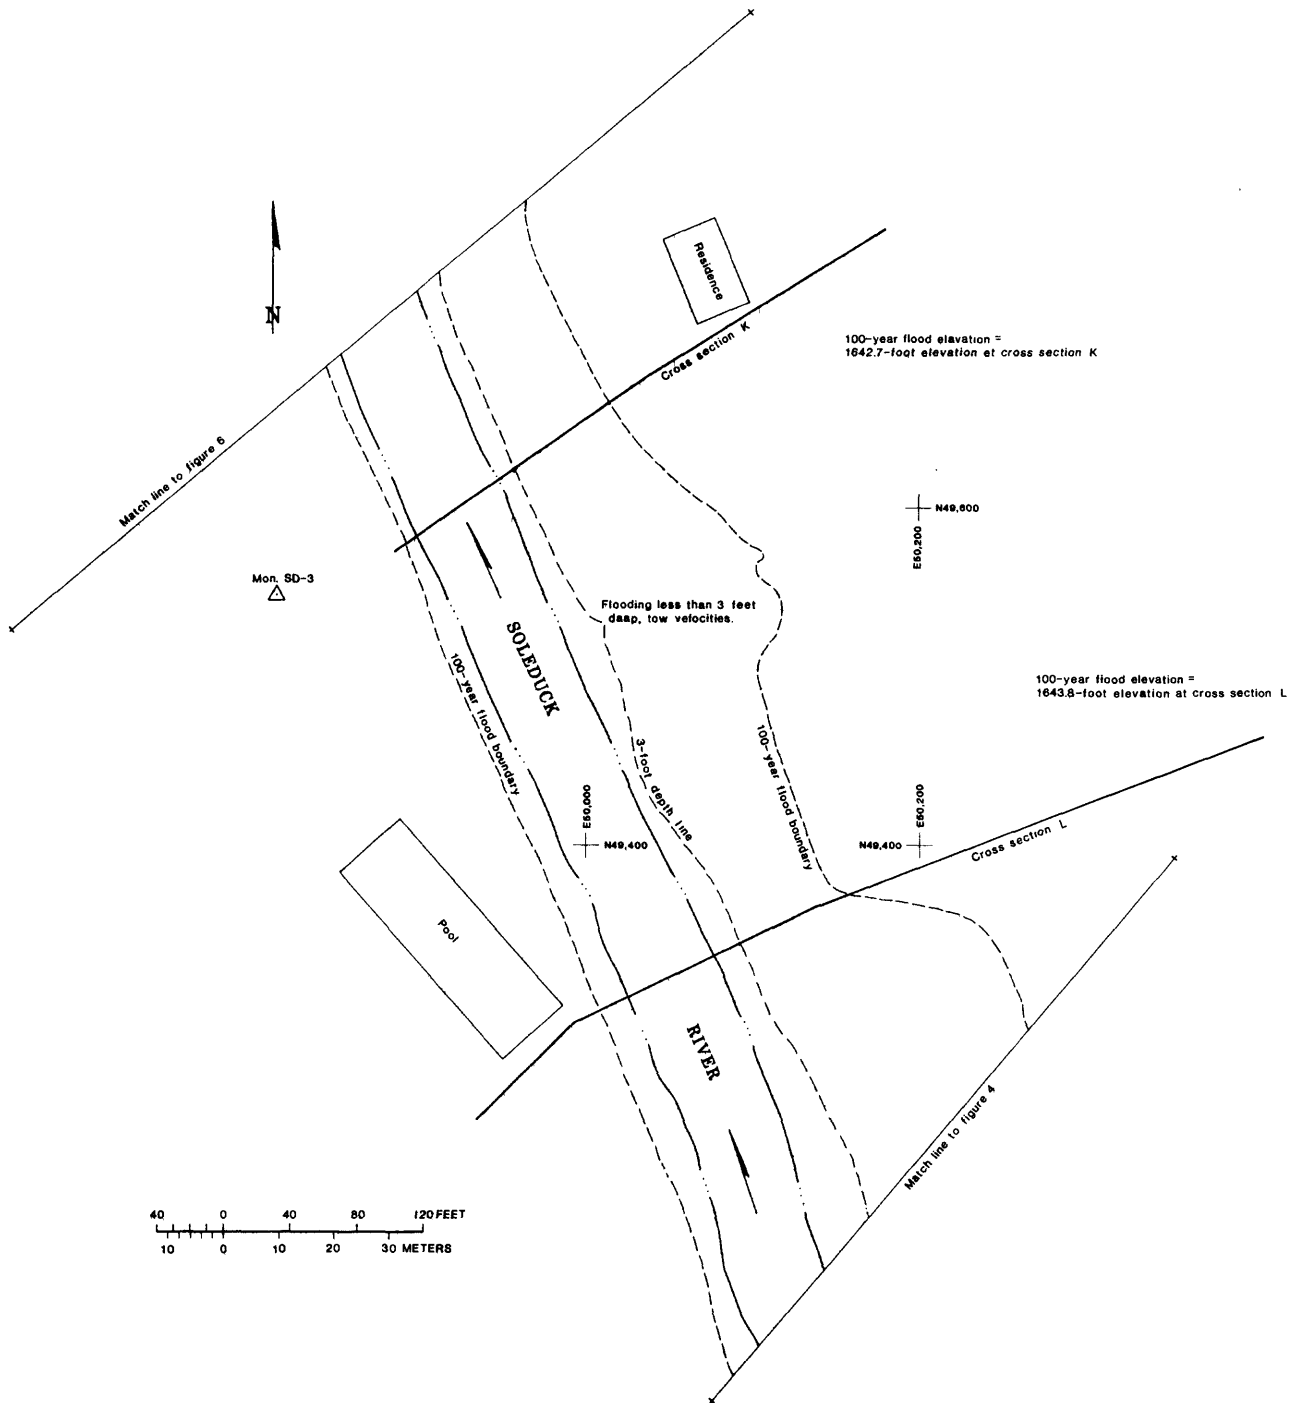 N
Residence
Cross section K
100-year flood elavation =
1642.7-foot elevation et cross section K
Match line to figure 6
N49,600
E50,200
Mon. SD-3
Flooding less than 3 feet
daap, tow velocities.
SOLEDUCK
100-year flood boundary
100-year flood elevation =
1643.8-foot elevation at cross section L
3-foot depth line
100-year flood boundary
E50,000
N49,400
E50,200
N49,400
Cross section L
Pool
RIVER
Match line to figure 4
40 0 40 80 120 FEET
10 0 10 20 30 METERS